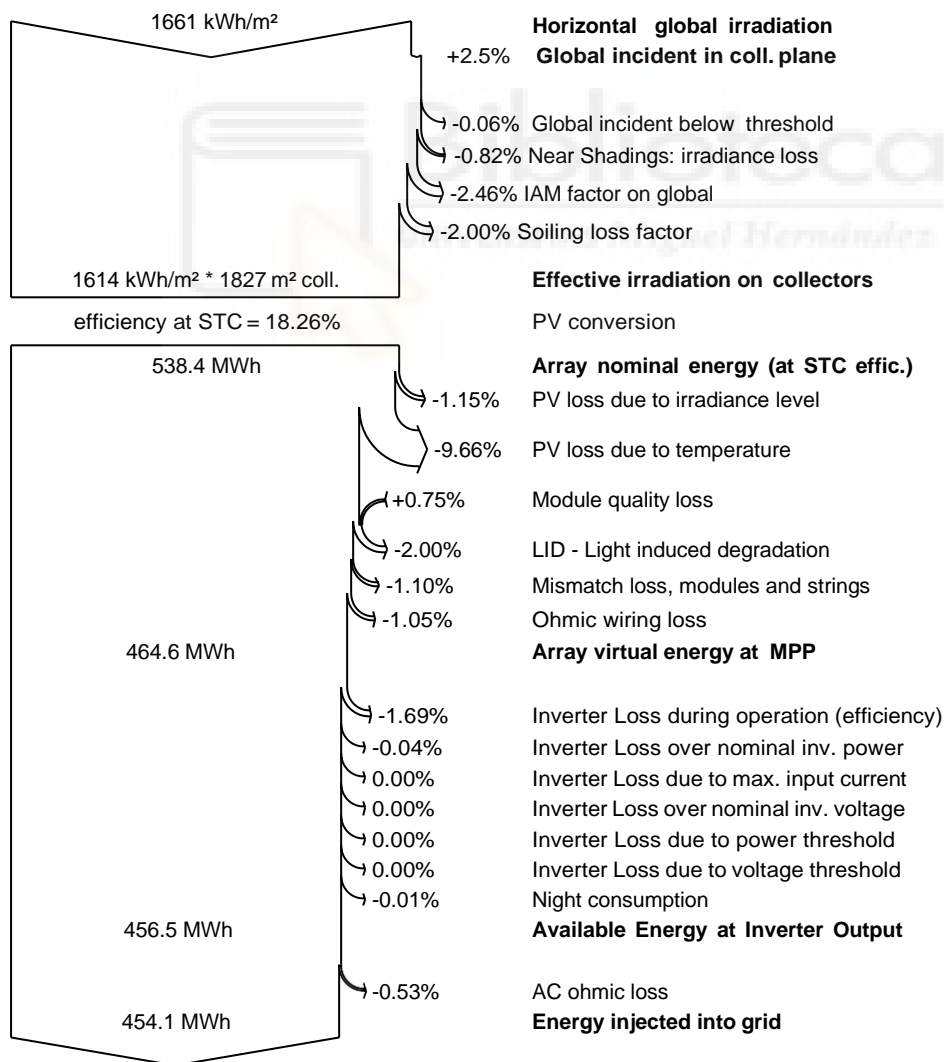 1661 kWh/m² Horizontal global irradiation
+2.5% Global incident in coll. plane
-0.06% Global incident below threshold
-0.82% Near Shadings: irradiance loss
-2.46% IAM factor on global
-2.00% Soiling loss factor
1614 kWh/m² * 1827 m² coll. Effective irradiation on collectors
efficiency at STC = 18.26% PV conversion
538.4 MWh Array nominal energy (at STC effic.)
-1.15% PV loss due to irradiance level
-9.66% PV loss due to temperature
+0.75% Module quality loss
-2.00% LID - Light induced degradation
-1.10% Mismatch loss, modules and strings
-1.05% Ohmic wiring loss
464.6 MWh Array virtual energy at MPP
-1.69% Inverter Loss during operation (efficiency)
-0.04% Inverter Loss over nominal inv. power
0.00% Inverter Loss due to max. input current
0.00% Inverter Loss over nominal inv. voltage
0.00% Inverter Loss due to power threshold
0.00% Inverter Loss due to voltage threshold
-0.01% Night consumption
456.5 MWh Available Energy at Inverter Output
-0.53% AC ohmic loss
454.1 MWh Energy injected into grid
Biblioteca
Miguel Hernández